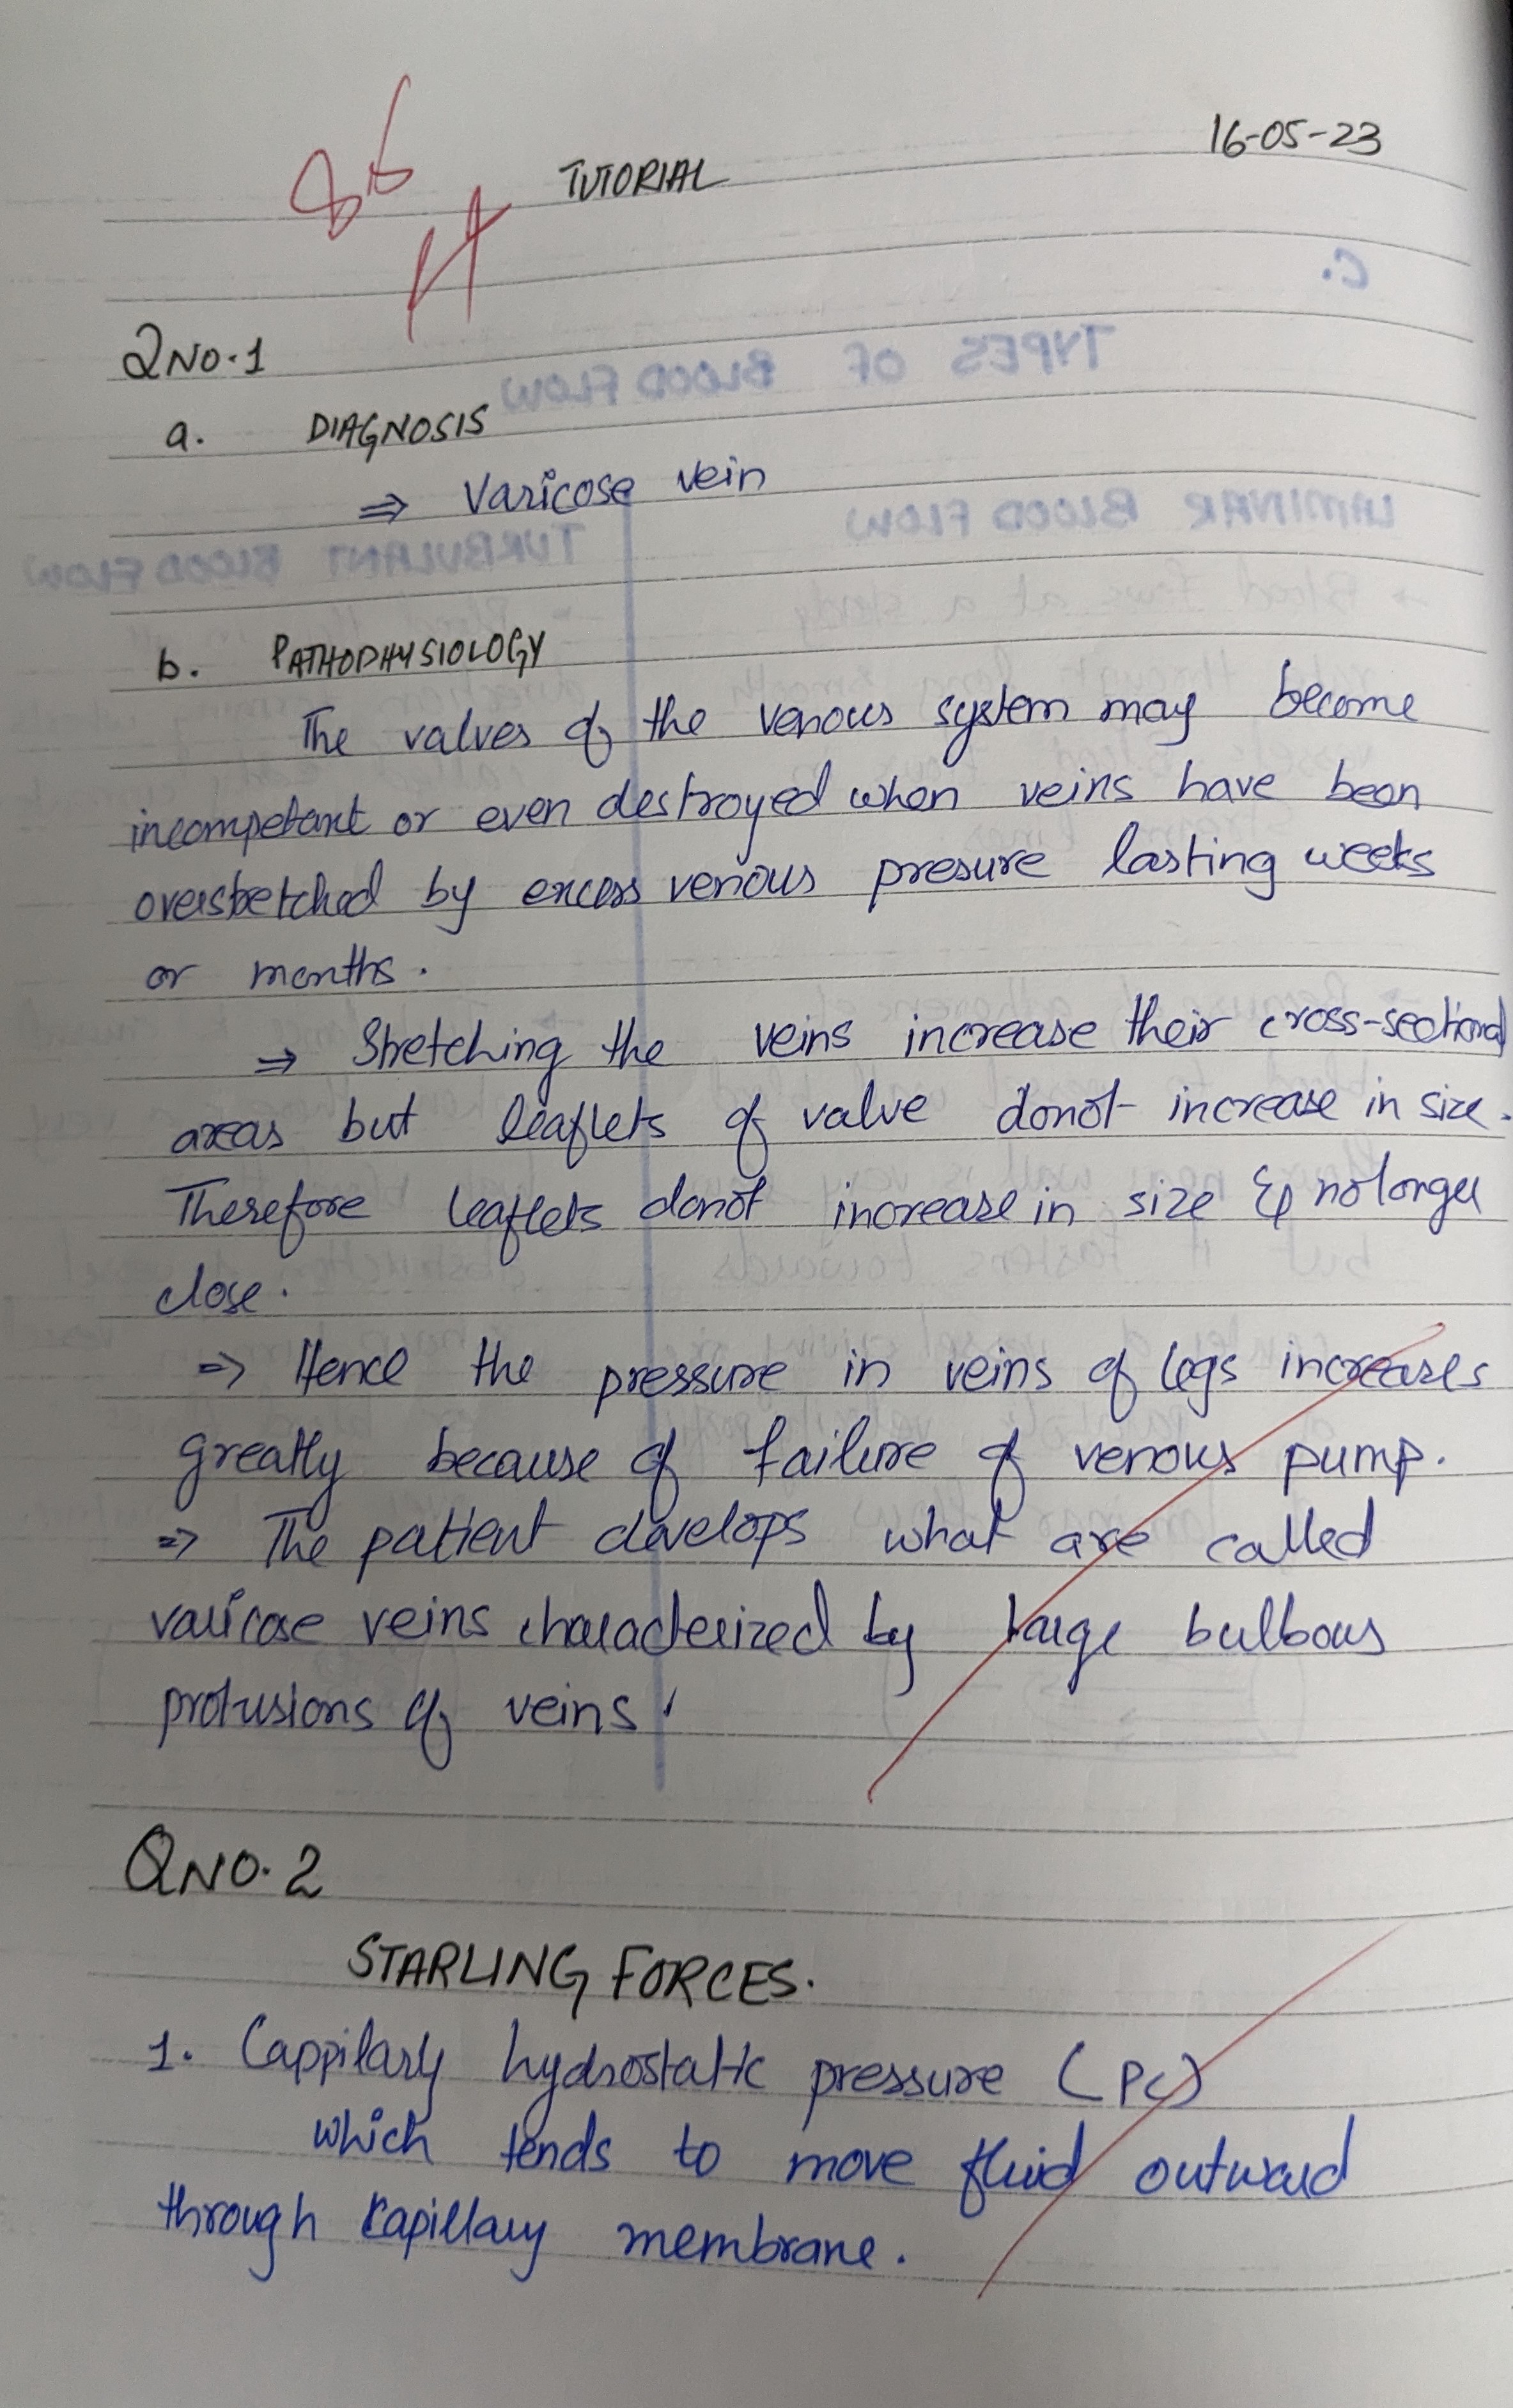 16-05-23
TUTORIAL
QNO.1
a. DIAGNOSIS
⇒ Varicose vein
b. PATHOPHYSIOLOGY
The valves of the venous system may become
incompetant or even destroyed when veins have been
overstretched by excess venous presure lasting weeks
or months.
⇒ Stretching the veins increase their cross-sectional
areas but leaflets of valve donot increase in size.
Therefore leaflets donot increase in size & no longer
close.
⇒ Hence the pressure in veins of legs increases
greatly because of failure of venous pump.
⇒ The patient develops what are called
varicose veins characterized by large bulbous
protusions of veins.
QNO.2
STARLING FORCES.
1. Cappilary hydrostatic pressure (Pc)
which tends to move fluid outward
through capillary membrane.